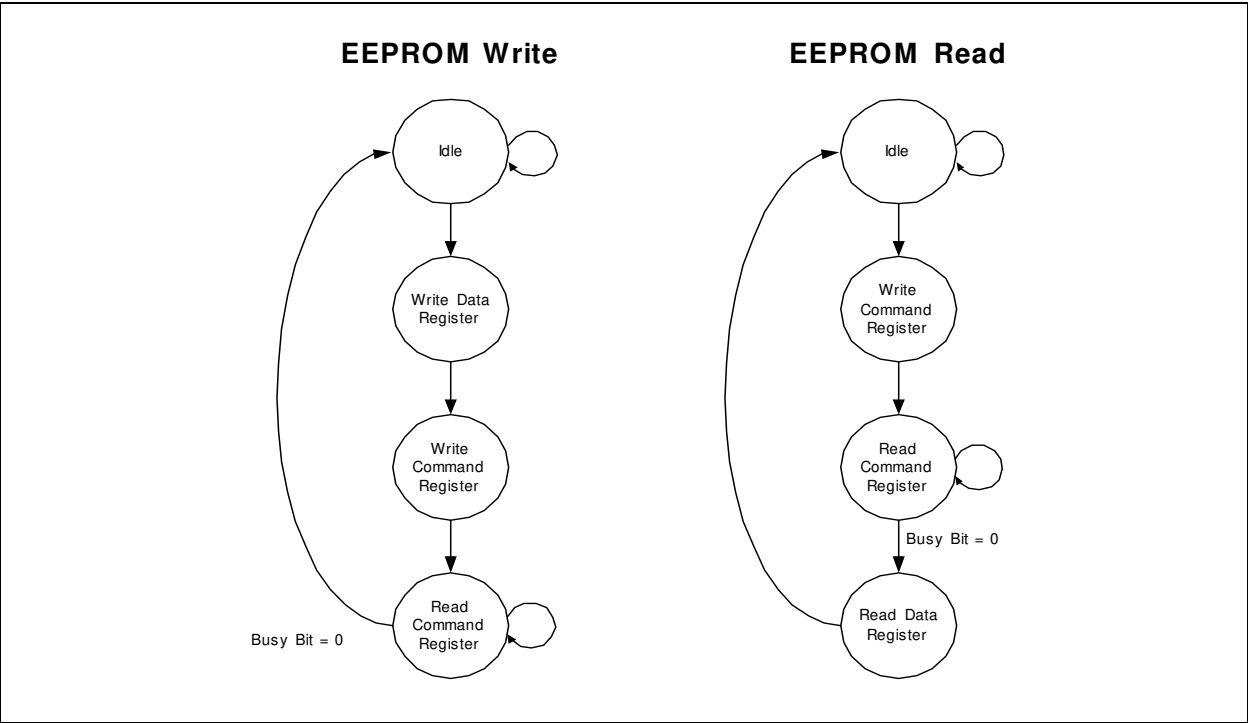 EEPROM Write
Idle
Write Data
Register
Write
Command
Register
Read
Command
Register
Busy Bit = 0
EEPROM Read
Idle
Write
Command
Register
Read
Command
Register
Busy Bit = 0
Read Data
Register